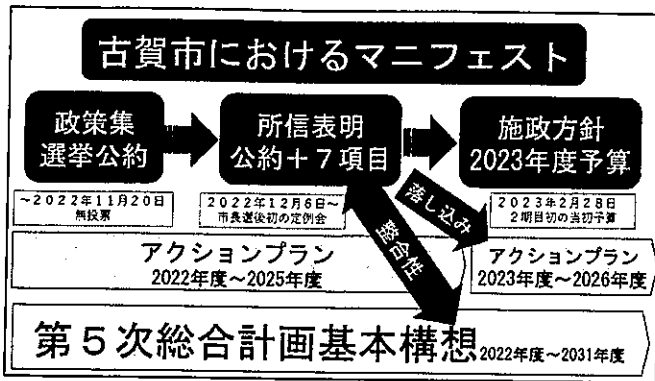 古賀市におけるマニフェスト
政策集
選挙公約
所信表明
公約＋７項目
施政方針
2023年度予算
～２０２２年１１月２０日
無投票
２０２２年１２月６日～
市長選後初の定例会
２０２３年２月２８日
２期目初の当初予算
落し込み
整合性
アクションプラン
2022年度～2025年度
アクションプラン
2023年度～2026年度
第５次総合計画基本構想2022年度～2031年度